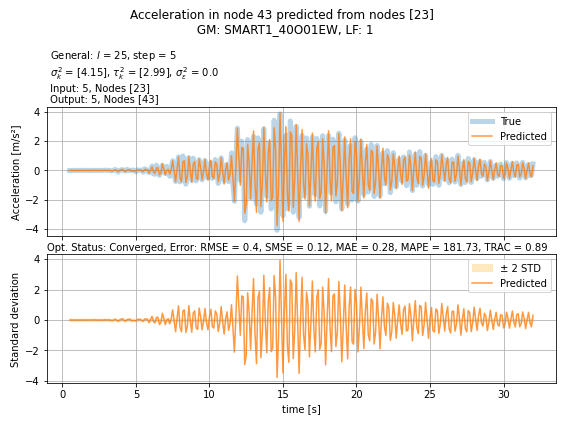 Acceleration in node 43 predicted from nodes [23]
GM: SMART1_40O01EW, LF: 1
General: l = 25, step = 5
σ²ₖ = [4.15], τ²ₖ = [2.99], σ²ε = 0.0
Input: 5, Nodes [23]
Output: 5, Nodes [43]
Acceleration [m/s²]
4
2
0
−2
−4
True
Predicted
Opt. Status: Converged, Error: RMSE = 0.4, SMSE = 0.12, MAE = 0.28, MAPE = 181.73, TRAC = 0.89
Standard deviation
4
2
0
−2
−4
± 2 STD
Predicted
0 5 10 15 20 25 30
time [s]